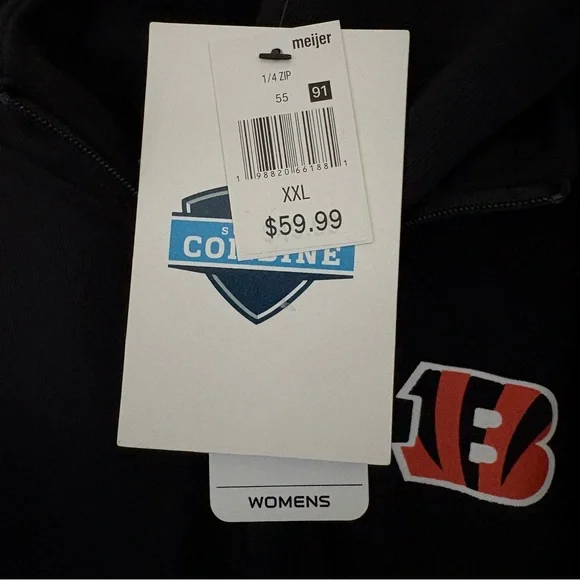 meijer
1/4 ZIP
55 91
1 98820 66188 1
XXL
$59.99
B
WOMENS